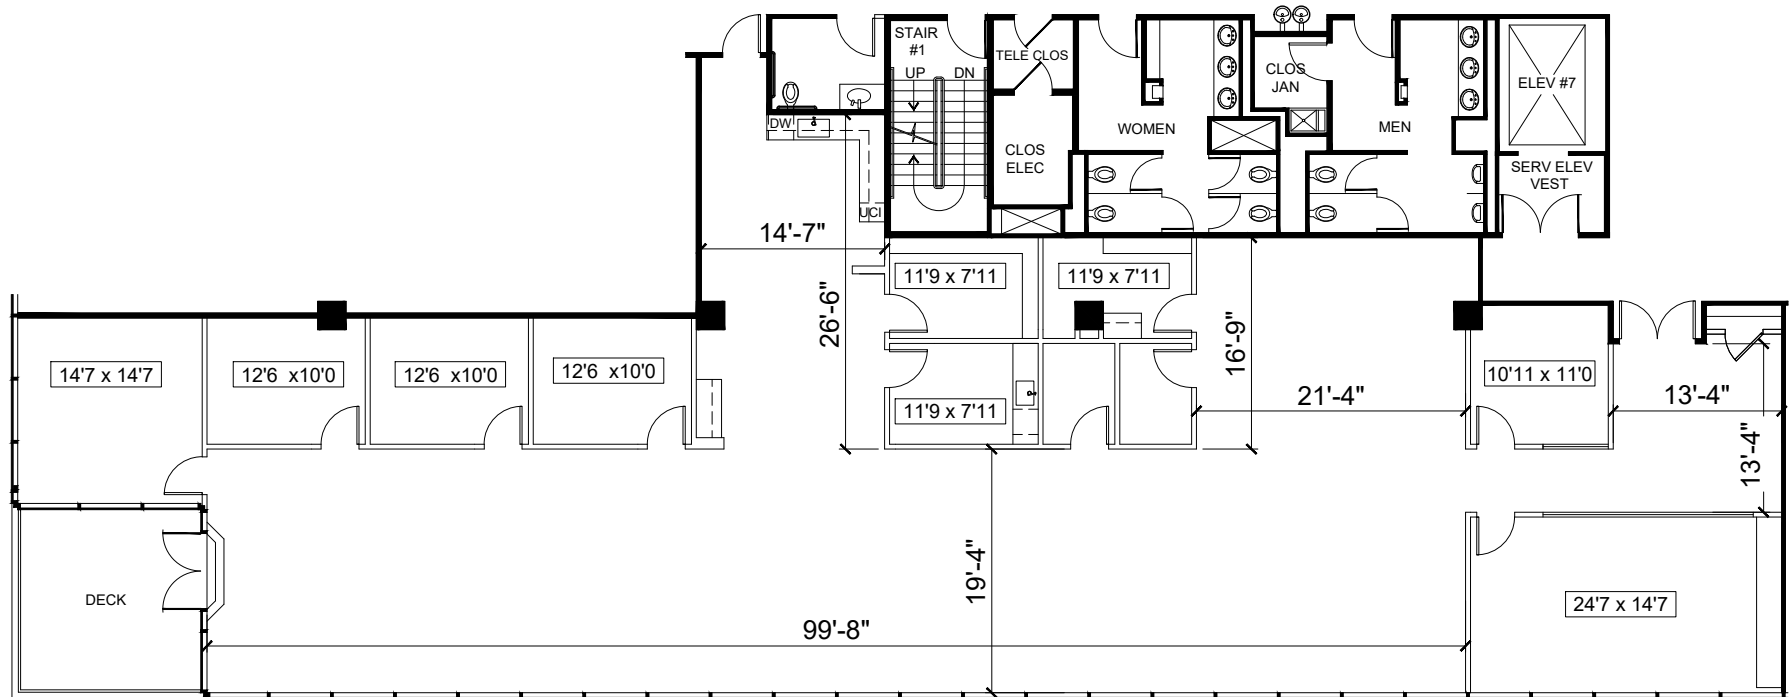 STAIR
#1
UP
DN
TELE CLOS
CLOS
JAN
ELEV #7
DW
WOMEN
MEN
CLOS
ELEC
SERV ELEV
VEST
UCI
14'-7"
11'9 x 7'11
11'9 x 7'11
26'-6"
16'-9"
14'7 x 14'7
12'6 x10'0
12'6 x10'0
12'6 x10'0
10'11 x 11'0
11'9 x 7'11
21'-4"
13'-4"
13'-4"
19'-4"
DECK
24'7 x 14'7
99'-8"